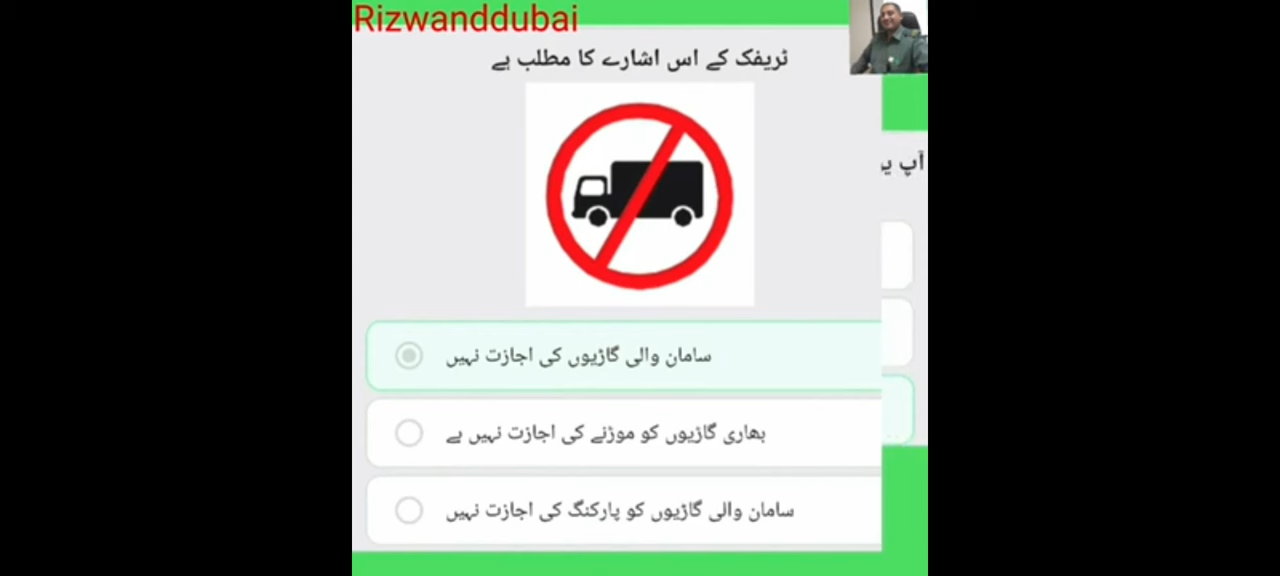 Rizwanddubai
ٹریفک کے اس اشارے کا مطلب ہے
آپ
سامان والی گاڑیوں کی اجازت نہیں
بھاری گاڑیوں کو موڑنے کی اجازت نہیں ہے
سامان والی گاڑیوں کو پارکنگ کی اجازت نہیں